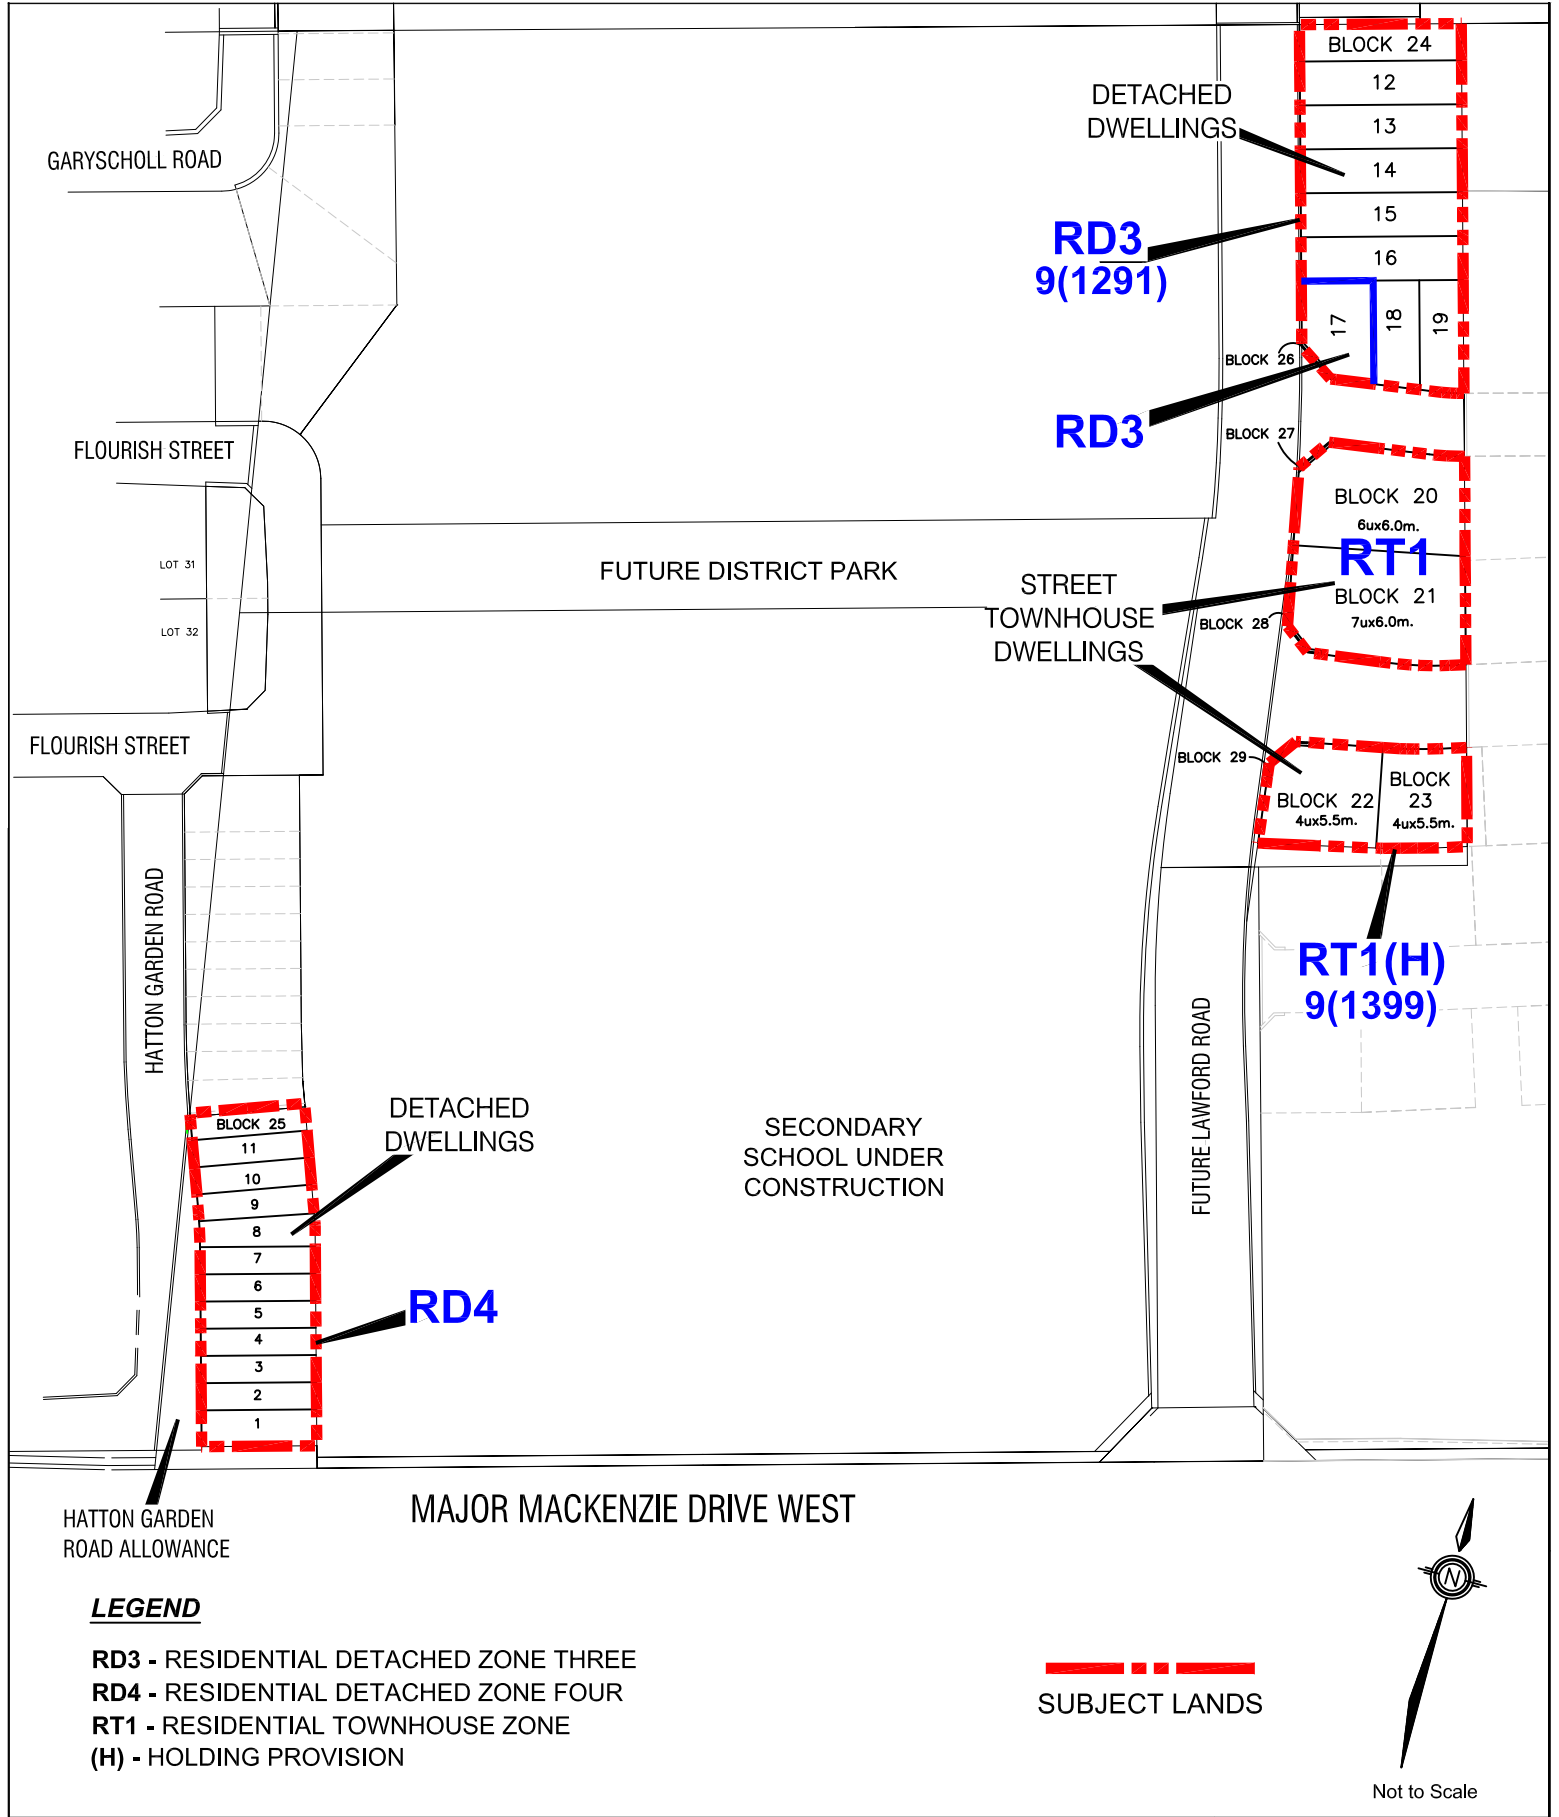 BLOCK 24
12
DETACHED
DWELLINGS
13
GARYSCHOLL ROAD
14
15
RD3
9(1291)
16
17
18
19
BLOCK 26
RD3
BLOCK 27
FLOURISH STREET
BLOCK 20
6ux6.0m.
RT1
LOT 31
FUTURE DISTRICT PARK
STREET
TOWNHOUSE
DWELLINGS
BLOCK 21
7ux6.0m.
BLOCK 28
LOT 32
FLOURISH STREET
BLOCK 29
BLOCK 22
4ux5.5m.
BLOCK
23
4ux5.5m.
HATTON GARDEN ROAD
RT1(H)
9(1399)
FUTURE LAWFORD ROAD
DETACHED
DWELLINGS
BLOCK 25
11
10
9
8
7
6
5
4
3
2
1
SECONDARY
SCHOOL UNDER
CONSTRUCTION
RD4
HATTON GARDEN
ROAD ALLOWANCE
MAJOR MACKENZIE DRIVE WEST
LEGEND
RD3 - RESIDENTIAL DETACHED ZONE THREE
RD4 - RESIDENTIAL DETACHED ZONE FOUR
RT1 - RESIDENTIAL TOWNHOUSE ZONE
(H) - HOLDING PROVISION
SUBJECT LANDS
N
Not to Scale